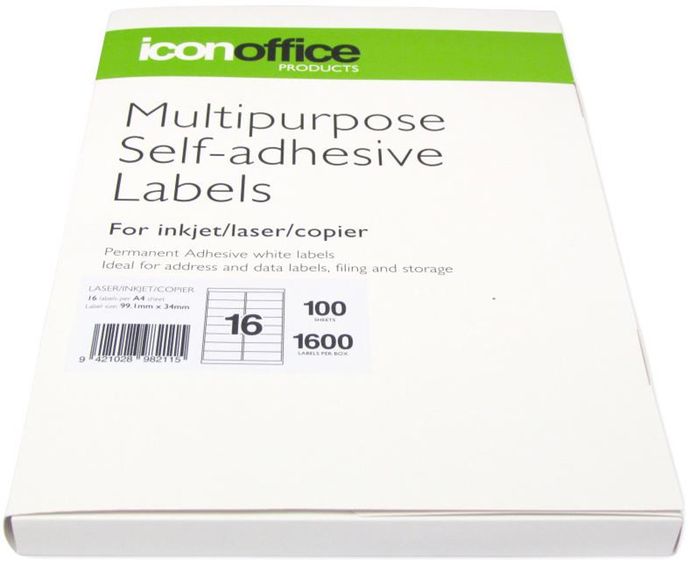 iconoffice
PRODUCTS
Multipurpose
Self-adhesive
Labels
For inkjet/laser/copier
Permanent Adhesive white labels
Ideal for address and data labels, filing and storage
LASER/INKJET/COPIER
16 labels per A4 sheet
Label size: 99.1mm x 34mm
16
100
SHEETS
1600
LABELS PER BOX
9 421028 982115